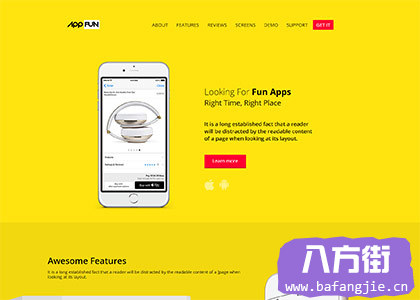 App FUN
ABOUT FEATURES REVIEWS SCREENS DEMO SUPPORT GET IT
Looking For Fun Apps
Right Time, Right Place
It is a long established fact that a reader
will be distracted by the readable content
of a page when looking at its layout.
Learn more
Awesome Features
It is a long established fact that a reader will be distracted by the readable content of a page when
looking at its layout.
八方街
www.bafangjie.cn